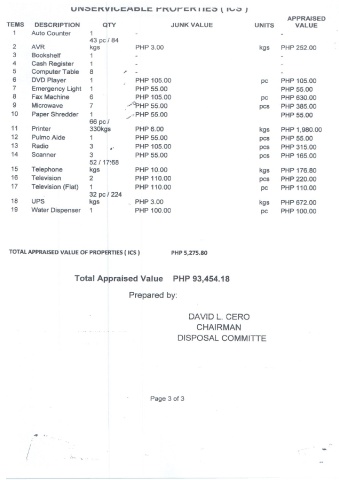 UNSERVICEABLE PROPERTIES ( ICS )
TEMS DESCRIPTION QTY JUNK VALUE UNITS APPRAISED VALUE
1 Auto Counter 1 - -
2 AVR 43 pc / 84 kgs PHP 3.00 kgs PHP 252.00
3 Bookshelf 1 - -
4 Cash Register 1 - -
5 Computer Table 8 - -
6 DVD Player 1 PHP 105.00 pc PHP 105.00
7 Emergency Light 1 PHP 55.00 PHP 55.00
8 Fax Machine 6 PHP 105.00 pc PHP 630.00
9 Microwave 7 PHP 55.00 pcs PHP 385.00
10 Paper Shredder 1 PHP 55.00 PHP 55.00
11 Printer 66 pc / 330kgs PHP 6.00 kgs PHP 1,980.00
12 Pulmo Aide 1 PHP 55.00 pcs PHP 55.00
13 Radio 3 PHP 105.00 pcs PHP 315.00
14 Scanner 3 PHP 55.00 pcs PHP 165.00
15 Telephone 52 / 17.68 kgs PHP 10.00 kgs PHP 176.80
16 Television 2 PHP 110.00 pcs PHP 220.00
17 Television (Flat) 1 PHP 110.00 pc PHP 110.00
18 UPS 32 pc / 224 kgs PHP 3.00 kgs PHP 672.00
19 Water Dispenser 1 PHP 100.00 pc PHP 100.00
TOTAL APPRAISED VALUE OF PROPERTIES ( ICS ) PHP 5,275.80
Total Appraised Value PHP 93,454.18
Prepared by:
DAVID L. CERO
CHAIRMAN
DISPOSAL COMMITTE
Page 3 of 3